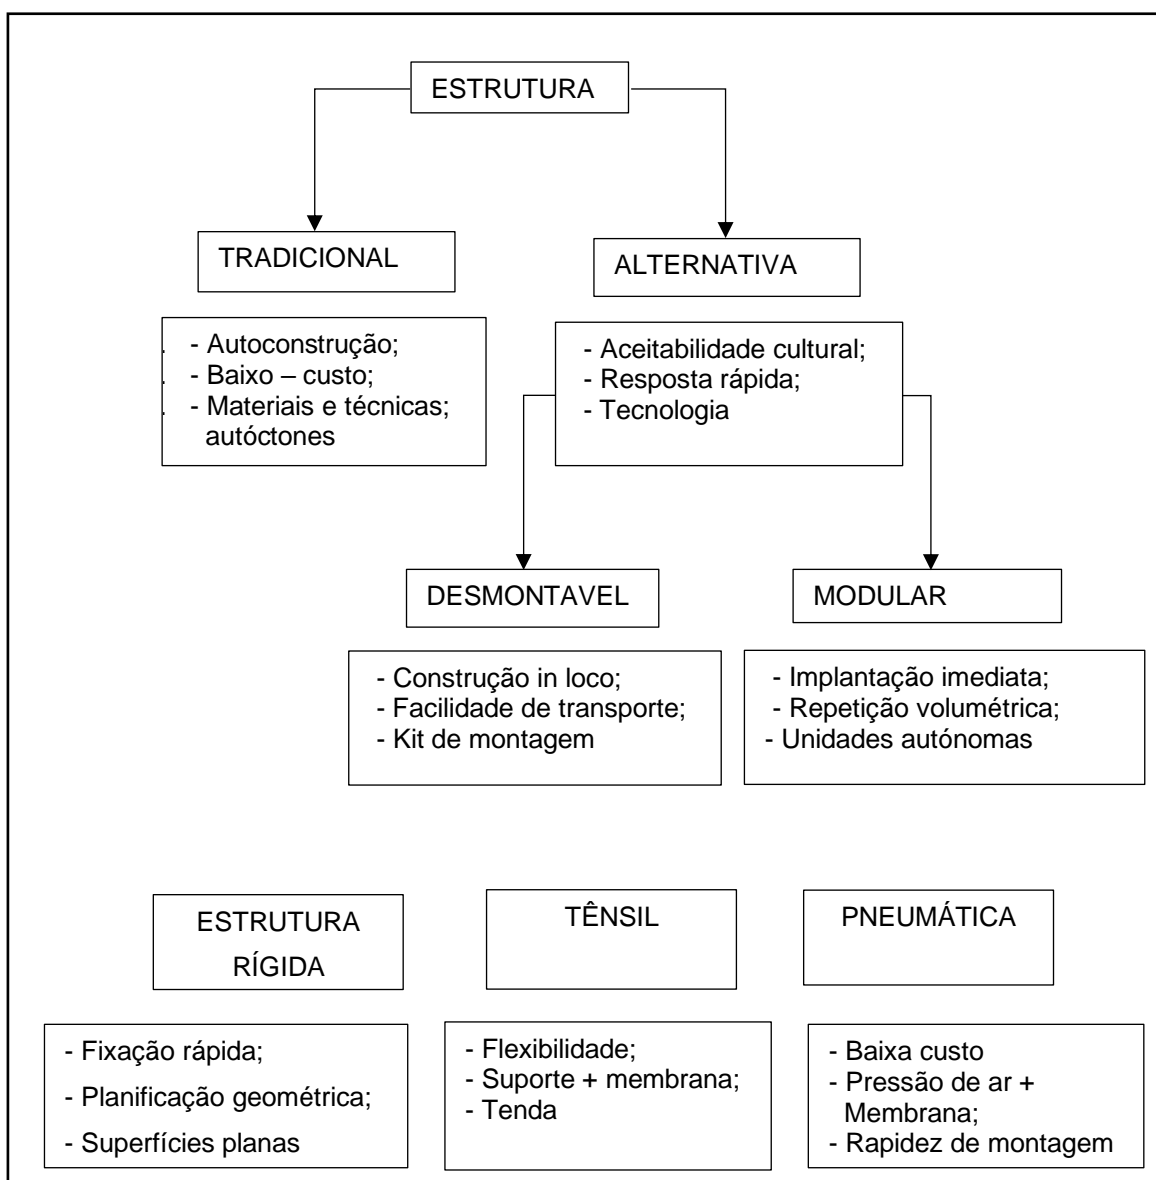 ESTRUTURA
TRADICIONAL
ALTERNATIVA
. - Autoconstrução;
. - Baixo – custo;
. - Materiais e técnicas;
autóctones
- Aceitabilidade cultural;
- Resposta rápida;
- Tecnologia
DESMONTAVEL
MODULAR
- Construção in loco;
- Facilidade de transporte;
- Kit de montagem
- Implantação imediata;
- Repetição volumétrica;
- Unidades autónomas
ESTRUTURA
RÍGIDA
TÊNSIL
PNEUMÁTICA
- Fixação rápida;
- Planificação geométrica;
- Superfícies planas
- Flexibilidade;
- Suporte + membrana;
- Tenda
- Baixa custo
- Pressão de ar +
Membrana;
- Rapidez de montagem